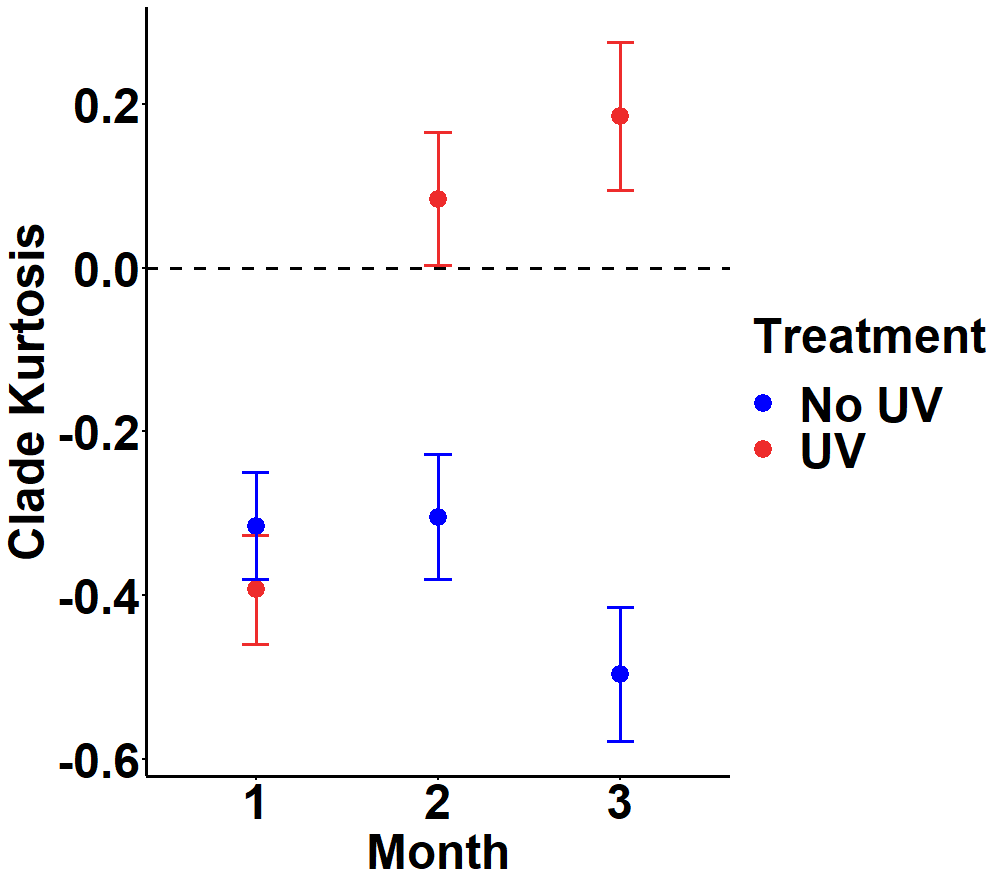 Clade Kurtosis
0.2
0.0
-0.2
-0.4
-0.6
1 2 3
Month
Treatment
No UV
UV